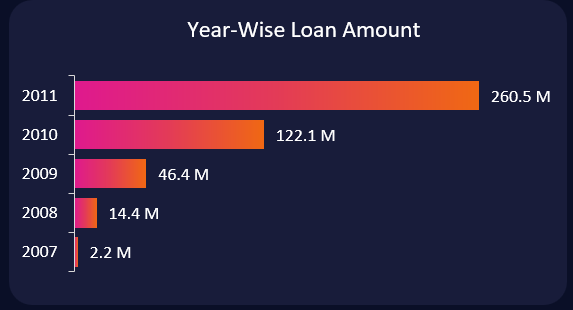 Year-Wise Loan Amount
2011 260.5 M
2010 122.1 M
2009 46.4 M
2008 14.4 M
2007 2.2 M